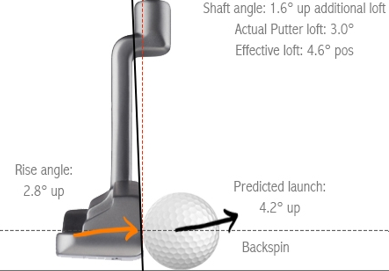 Shaft angle: 1.6° up additional loft
Actual Putter loft: 3.0°
Effective loft: 4.6° pos
Rise angle:
2.8° up
Predicted launch:
4.2° up
Backspin